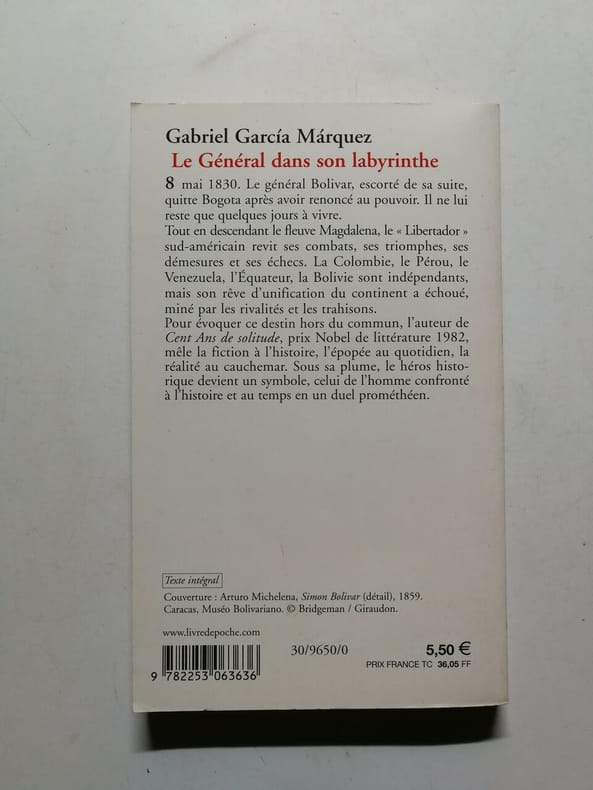 Gabriel García Márquez
Le Général dans son labyrinthe
8 mai 1830. Le général Bolivar, escorté de sa suite,
quitte Bogota après avoir renoncé au pouvoir. Il ne lui
reste que quelques jours à vivre.
Tout en descendant le fleuve Magdalena, le « Libertador »
sud-américain revit ses combats, ses triomphes, ses
démesures et ses échecs. La Colombie, le Pérou, le
Venezuela, l'Équateur, la Bolivie sont indépendants,
mais son rêve d'unification du continent a échoué,
miné par les rivalités et les trahisons.
Pour évoquer ce destin hors du commun, l'auteur de
Cent Ans de solitude, prix Nobel de littérature 1982,
mêle la fiction à l'histoire, l'épopée au quotidien, la
réalité au cauchemar. Sous sa plume, le héros histo-
rique devient un symbole, celui de l'homme confronté
à l'histoire et au temps en un duel prométhéen.
Texte intégral
Couverture : Arturo Michelena, Simon Bolivar (détail), 1859.
Caracas, Muséo Bolivariano. © Bridgeman / Giraudon.
www.livredepoche.com
30/9650/0
5,50 €
PRIX FRANCE TC 36,05 FF
9 782253 063636